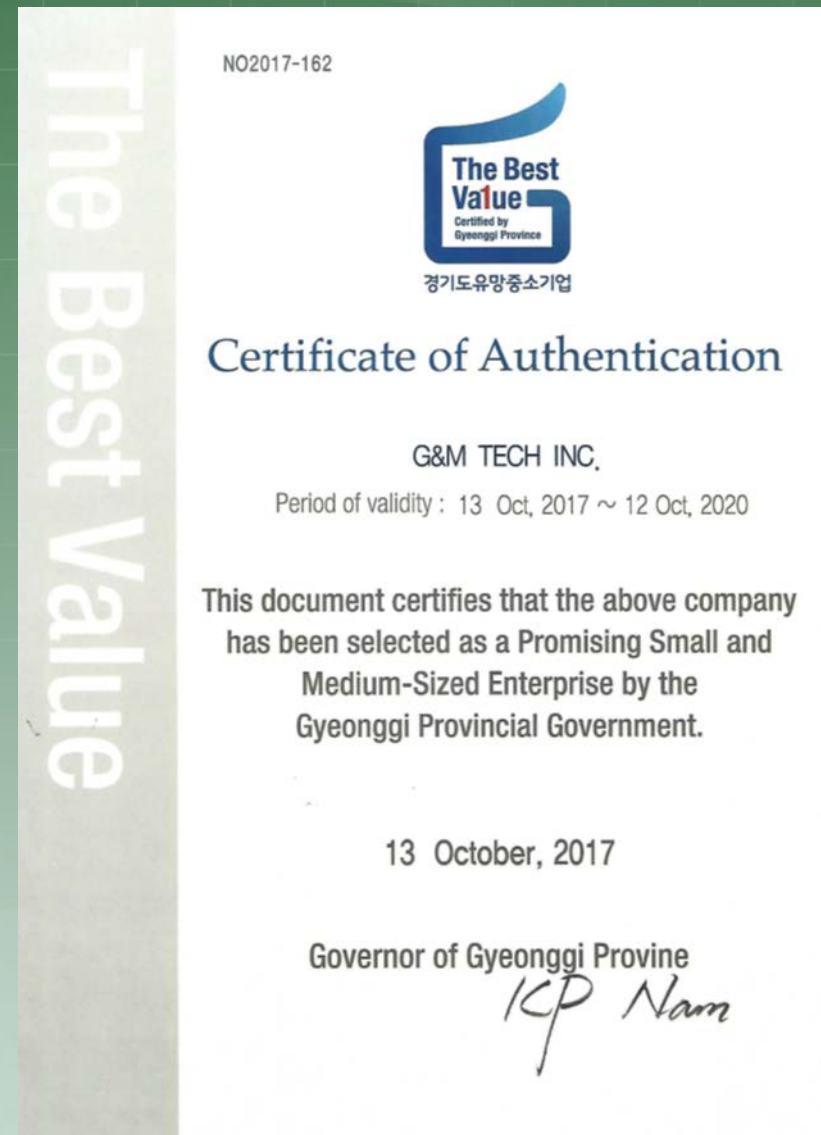 NO2017-162
The Best
Va1ue
Certified by
Gyeonggi Province
경기도유망중소기업
Certificate of Authentication
G&M TECH INC.
Period of validity : 13 Oct, 2017 ~ 12 Oct, 2020
This document certifies that the above company
has been selected as a Promising Small and
Medium-Sized Enterprise by the
Gyeonggi Provincial Government.
13 October, 2017
Governor of Gyeonggi Provine
KP Nam
The Best Value